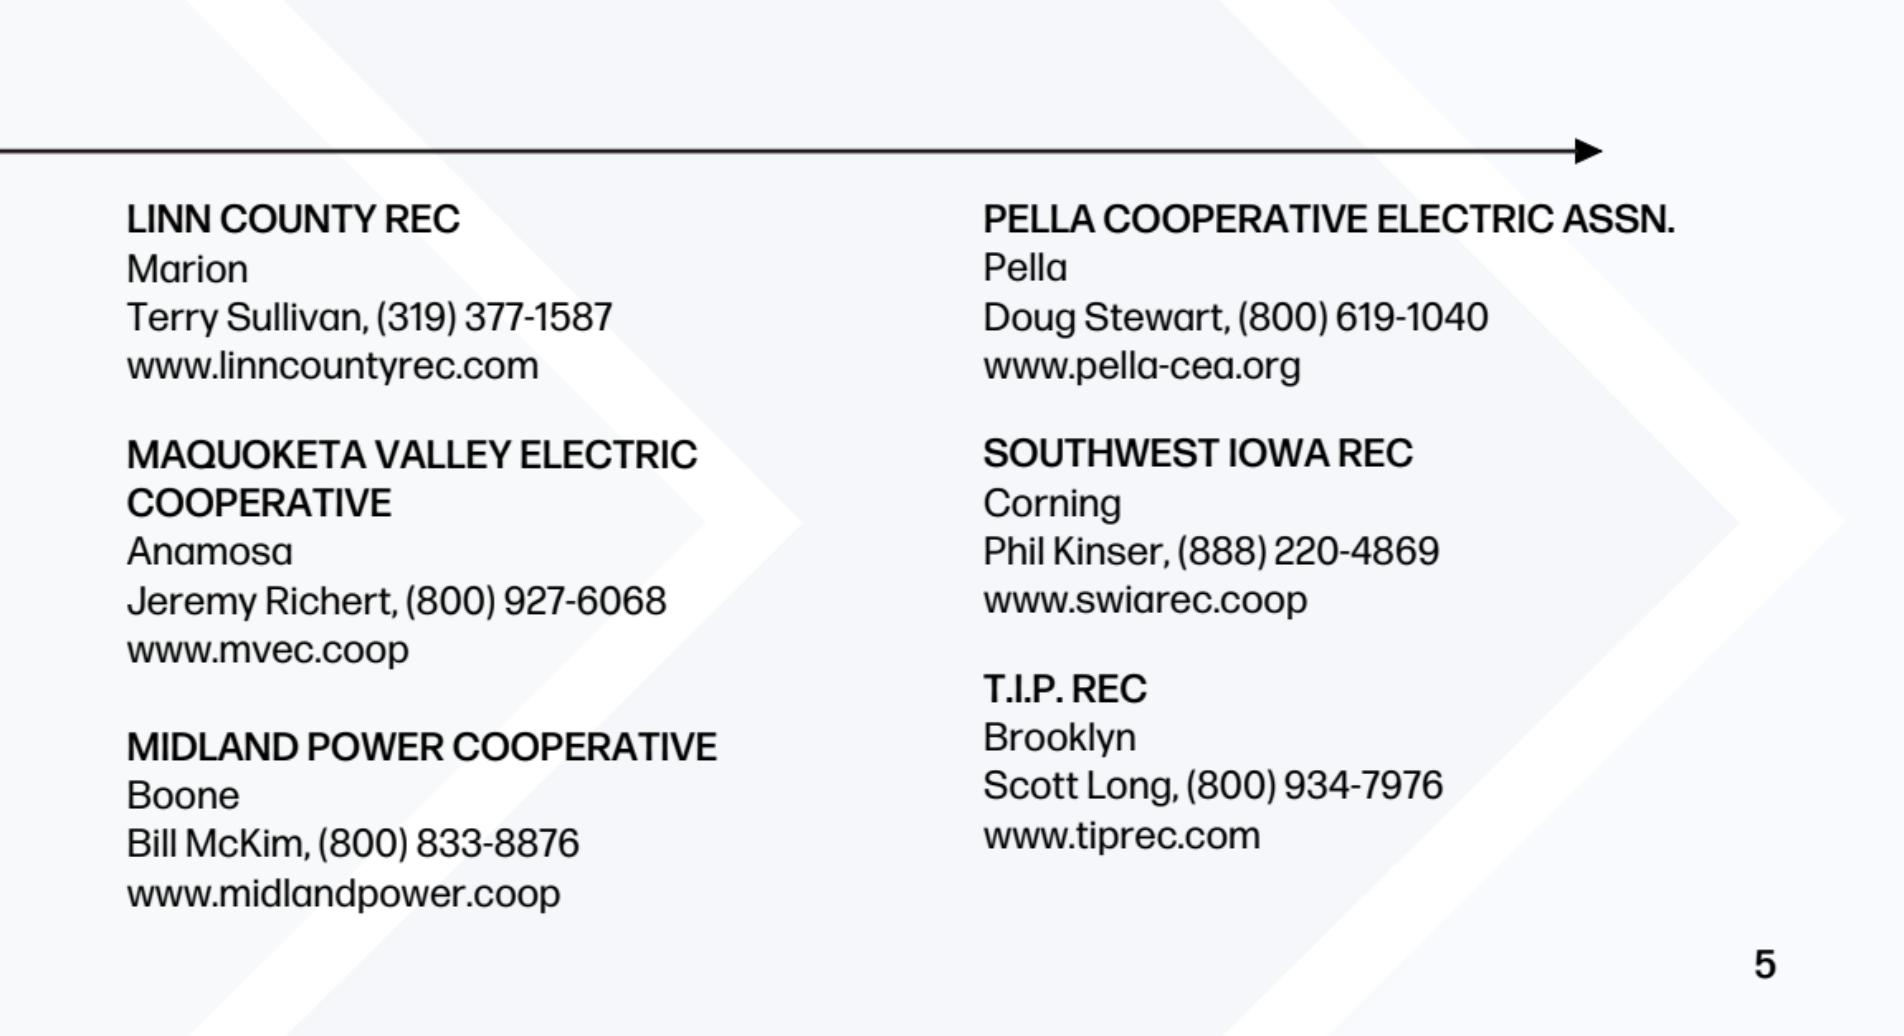 LINN COUNTY REC
Marion
Terry Sullivan, (319) 377-1587
www.linncountyrec.com
MAQUOKETA VALLEY ELECTRIC
COOPERATIVE
Anamosa
Jeremy Richert, (800) 927-6068
www.mvec.coop
MIDLAND POWER COOPERATIVE
Boone
Bill McKim, (800) 833-8876
www.midlandpower.coop
PELLA COOPERATIVE ELECTRIC ASSN.
Pella
Doug Stewart, (800) 619-1040
www.pella-cea.org
SOUTHWEST IOWA REC
Corning
Phil Kinser, (888) 220-4869
www.swiarec.coop
T.I.P. REC
Brooklyn
Scott Long, (800) 934-7976
www.tiprec.com
5